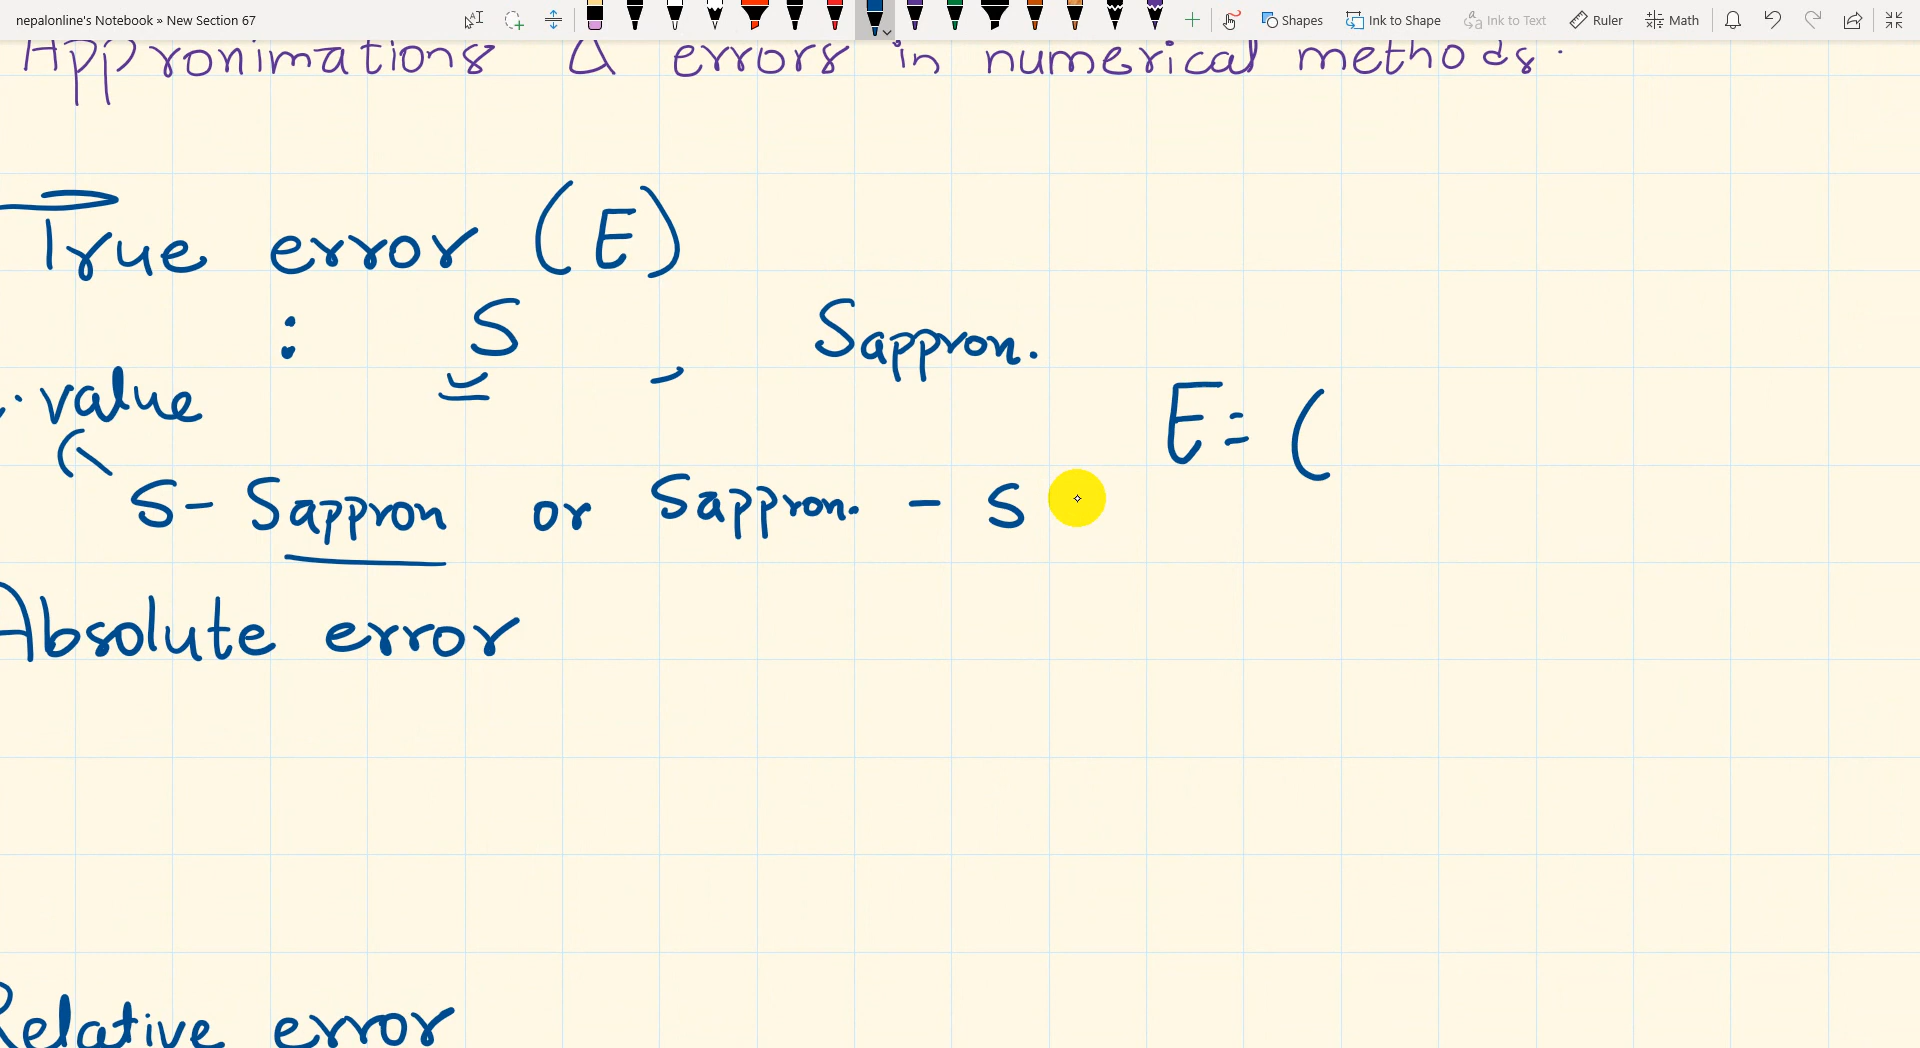 nepalonline's Notebook » New Section 67
Shapes Ink to Shape Ink to Text Ruler Math
Approximations & errors in numerical methods.
True error (E)
: S , Sapprox.
value
E= (
S- Sapprox or Sapprox. - S
Absolute error
Relative error